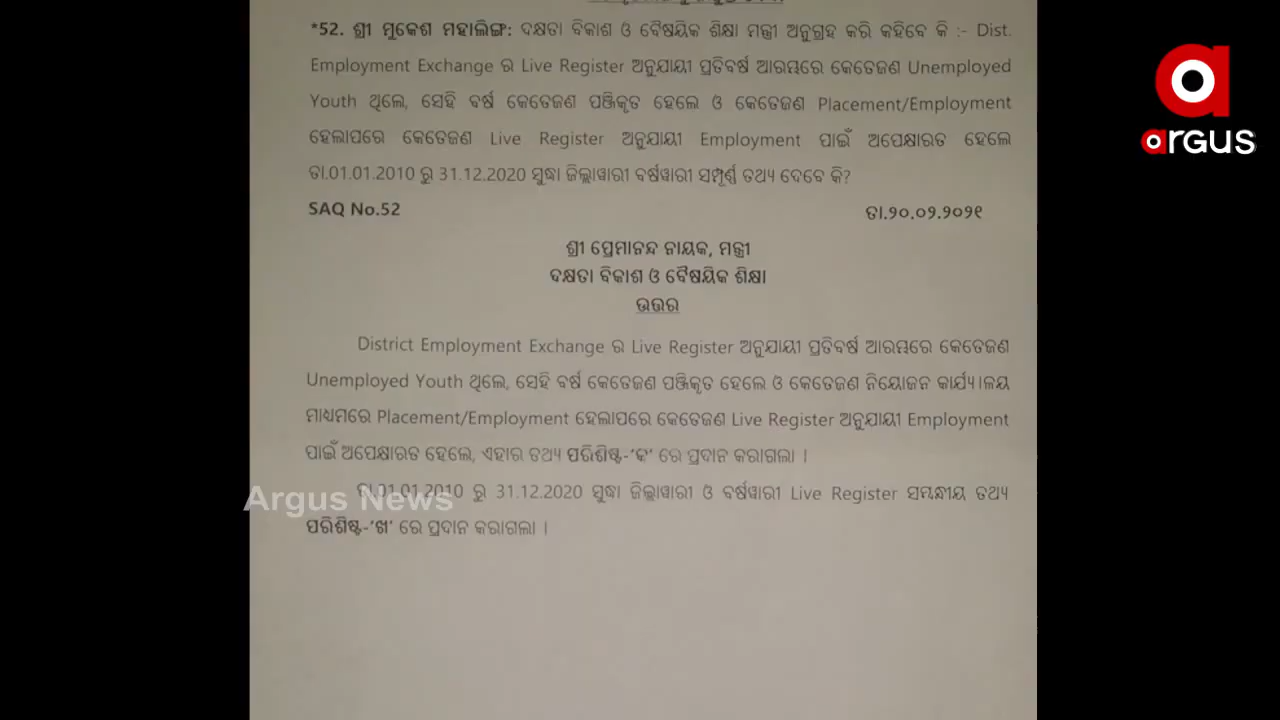 *52. ଶ୍ରୀ ମୁକେଶ ମହାଲିଙ୍ଗ: ଦକ୍ଷତା ବିକାଶ ଓ ବୈଷୟିକ ଶିକ୍ଷା ମନ୍ତ୍ରୀ ଅନୁଗ୍ରହ କରି କହିବେ କି :- Dist.
Employment Exchange ର Live Register ଅନୁଯାୟୀ ପ୍ରତିବର୍ଷ ଆରମ୍ଭରେ କେତେଜଣ Unemployed
Youth ଥିଲେ, ସେହି ବର୍ଷ କେତେଜଣ ପଞ୍ଜିକୃତ ହେଲେ ଓ କେତେଜଣ Placement/Employment
ହେଲାପରେ କେତେଜଣ Live Register ଅନୁଯାୟୀ Employment ପାଇଁ ଅପେକ୍ଷାରତ ହେଲେ
ତା.01.01.2010 ରୁ 31.12.2020 ସୁଦ୍ଧା ଜିଲ୍ଲାୱାରୀ ବର୍ଷୱାରୀ ସମ୍ପୂର୍ଣ୍ଣ ତଥ୍ୟ ଦେବେ କି?
SAQ No.52 ତା.୨୦.୦୨.୨୦୨୧
ଶ୍ରୀ ପ୍ରେମାନନ୍ଦ ନାୟକ, ମନ୍ତ୍ରୀ
ଦକ୍ଷତା ବିକାଶ ଓ ବୈଷୟିକ ଶିକ୍ଷା
ଉତ୍ତର
District Employment Exchange ର Live Register ଅନୁଯାୟୀ ପ୍ରତିବର୍ଷ ଆରମ୍ଭରେ କେତେଜଣ
Unemployed Youth ଥିଲେ, ସେହି ବର୍ଷ କେତେଜଣ ପଞ୍ଜିକୃତ ହେଲେ ଓ କେତେଜଣ ନିୟୋଜନ କାର୍ଯ୍ୟାଳୟ
ମାଧ୍ୟମରେ Placement/Employment ହେଲାପରେ କେତେଜଣ Live Register ଅନୁଯାୟୀ Employment
ପାଇଁ ଅପେକ୍ଷାରତ ହେଲେ, ଏହାର ତଥ୍ୟ ପରିଶିଷ୍ଟ-‘କ’ ରେ ପ୍ରଦାନ କରାଗଲା ।
ତା.01.01.2010 ରୁ 31.12.2020 ସୁଦ୍ଧା ଜିଲ୍ଲାୱାରୀ ଓ ବର୍ଷୱାରୀ Live Register ସମ୍ବନ୍ଧୀୟ ତଥ୍ୟ
ପରିଶିଷ୍ଟ-‘ଖ’ ରେ ପ୍ରଦାନ କରାଗଲା ।
Argus News
argus